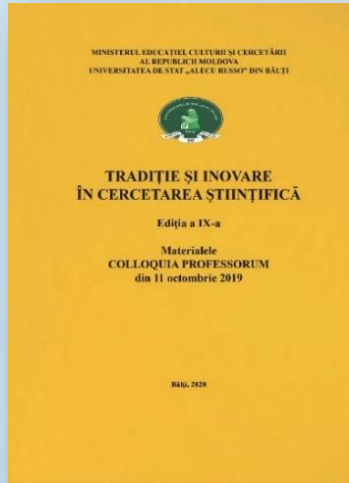 MINISTERUL EDUCAȚIEI, CULTURII ȘI CERCETĂRII
AL REPUBLICII MOLDOVA
UNIVERSITATEA DE STAT „ALECU RUSSO” DIN BĂLȚI
TRADIȚIE ȘI INOVARE
ÎN CERCETAREA ȘTIINȚIFICĂ
Ediția a IX-a
Materialele
COLLOQUIA PROFESSORUM
din 11 octombrie 2019
Bălți, 2020